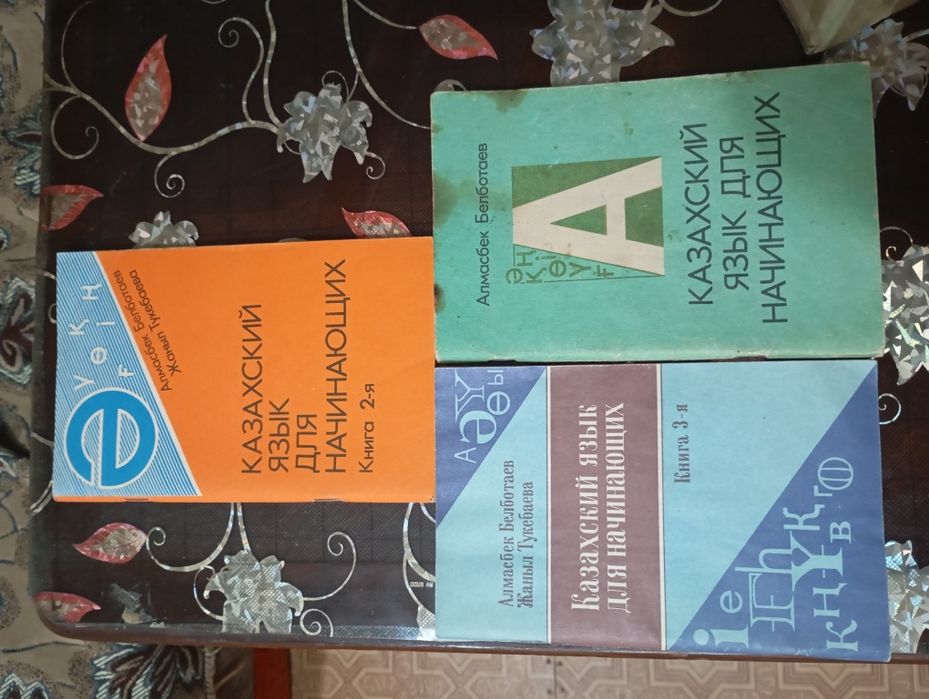 Алмасбек Белботаев
Ә ң
Қ і
Ө
Ү
ғ
А
КАЗАХСКИЙ
ЯЗЫК ДЛЯ
НАЧИНАЮЩИХ
Ү Қ Ң
Ғ Ө І
Ә
Алмасбек Белботаев
Жаныл Тукебаева
КАЗАХСКИЙ
ЯЗЫК
ДЛЯ
НАЧИНАЮЩИХ
Книга 2-я
А Ә Ү
Ө ы
Алмасбек Белботаев
Жаныл Тукебаева
Казахский язык
для начинающих
Книга 3-я
і е
Һ
Қ
к Ң Ү
в Ө